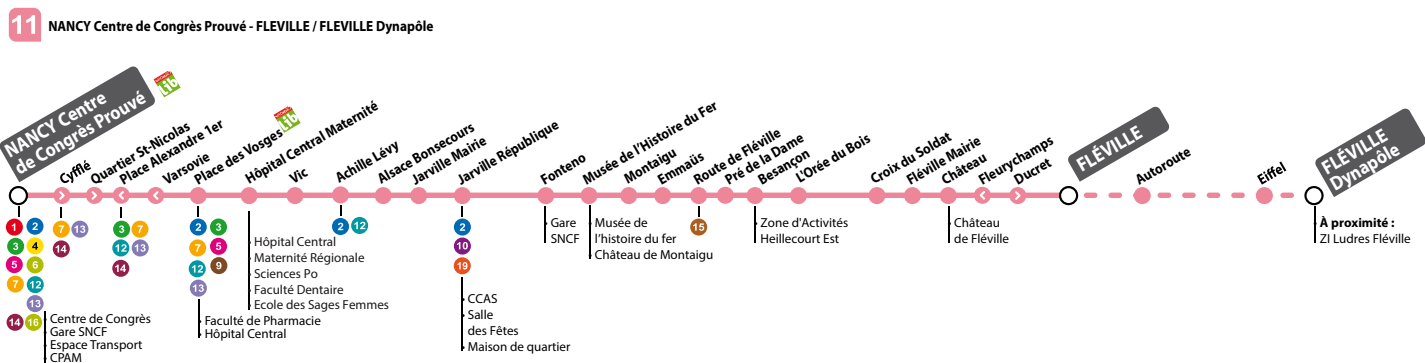 11 NANCY Centre de Congrès Prouvé - FLEVILLE / FLEVILLE Dynapôle
NANCY Centre
de Congrès Prouvé
Lib
Cyfflé
Quartier St-Nicolas
Place Alexandre 1er
Varsovie
Place des Vosges
Lib
Hôpital Central Maternité
Vic
Achille Lévy
Alsace Bonsecours
Jarville Mairie
Jarville République
Fonteno
Musée de l'Histoire du Fer
Montaigu
Emmaüs
Route de Fléville
Pré de la Dame
Besançon
L'Orée du Bois
Croix du Soldat
Fléville Mairie
Château
Fleurychamps
Ducret
FLÉVILLE
Autoroute
Eiffel
FLÉVILLE
Dynapôle
1 2
3 4
5 6
7 12
13
14 16
Centre de Congrès
Gare SNCF
Espace Transport
CPAM
7 13
14
3 7
12 13
14
2 3
7 5
12 9
13
Faculté de Pharmacie
Hôpital Central
Hôpital Central
Maternité Régionale
Sciences Po
Faculté Dentaire
Ecole des Sages Femmes
2 12
2
10
19
CCAS
Salle
des Fêtes
Maison de quartier
Gare
SNCF
Musée de
l'histoire du fer
Château de Montaigu
15
Zone d'Activités
Heillecourt Est
Château
de Fléville
À proximité :
ZI Ludres Fléville